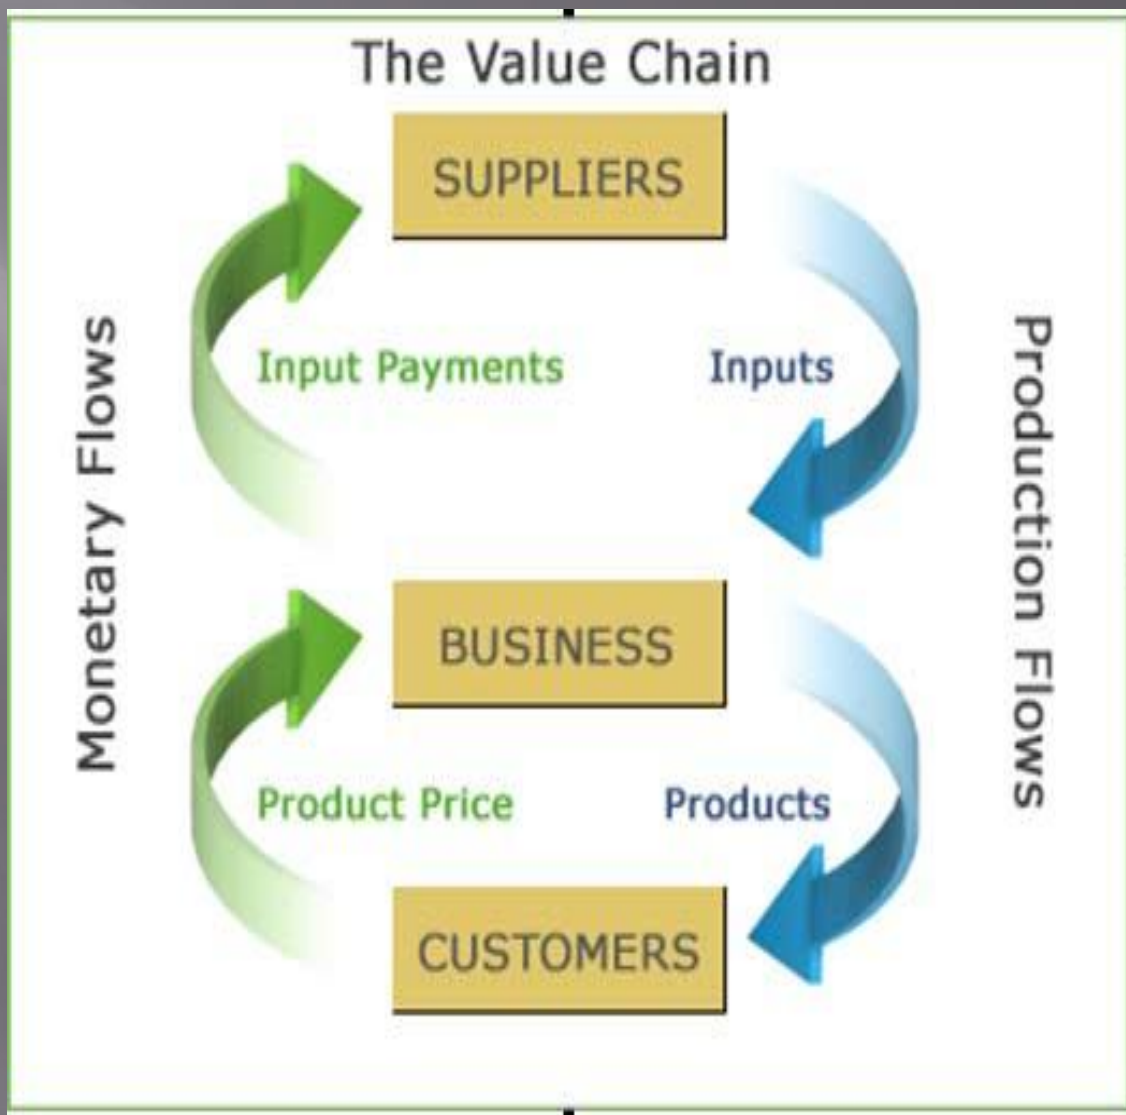 The Value Chain
SUPPLIERS
Input Payments
Inputs
Monetary Flows
Production Flows
BUSINESS
Product Price
Products
CUSTOMERS